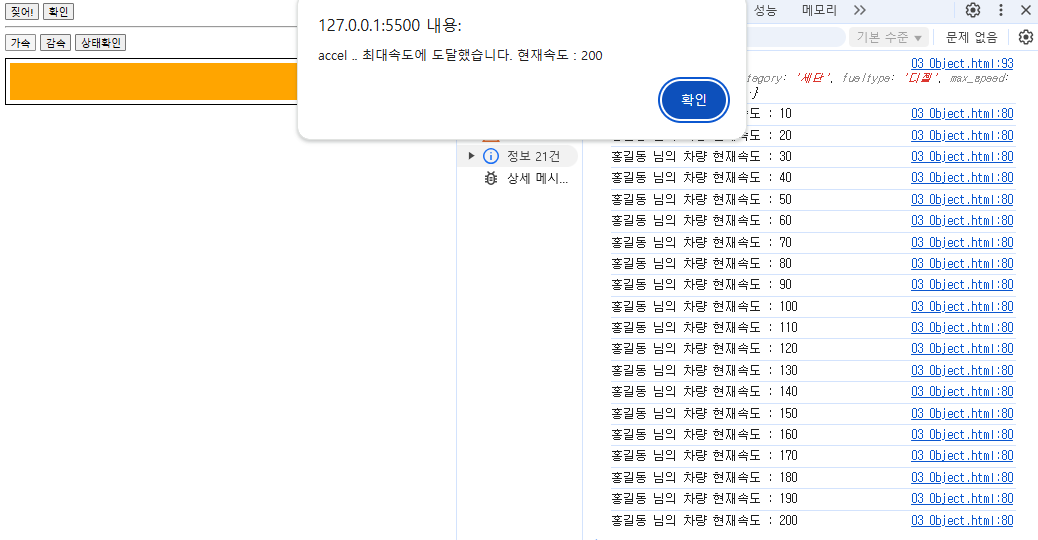 짖어! 확인
가속 감속 상태확인
127.0.0.1:5500 내용:
accel .. 최대속도에 도달했습니다. 현재속도 : 200
확인
성능 메모리
기본 수준 문제 없음
정보 21건
상세 메시...
03_Object.html:93
tegory: '세단', fueltype: '디젤', max_speed:
속도 : 10 03_Object.html:80
홍길동 님의 차량 현재속도 : 20 03_Object.html:80
홍길동 님의 차량 현재속도 : 30 03_Object.html:80
홍길동 님의 차량 현재속도 : 40 03_Object.html:80
홍길동 님의 차량 현재속도 : 50 03_Object.html:80
홍길동 님의 차량 현재속도 : 60 03_Object.html:80
홍길동 님의 차량 현재속도 : 70 03_Object.html:80
홍길동 님의 차량 현재속도 : 80 03_Object.html:80
홍길동 님의 차량 현재속도 : 90 03_Object.html:80
홍길동 님의 차량 현재속도 : 100 03_Object.html:80
홍길동 님의 차량 현재속도 : 110 03_Object.html:80
홍길동 님의 차량 현재속도 : 120 03_Object.html:80
홍길동 님의 차량 현재속도 : 130 03_Object.html:80
홍길동 님의 차량 현재속도 : 140 03_Object.html:80
홍길동 님의 차량 현재속도 : 150 03_Object.html:80
홍길동 님의 차량 현재속도 : 160 03_Object.html:80
홍길동 님의 차량 현재속도 : 170 03_Object.html:80
홍길동 님의 차량 현재속도 : 180 03_Object.html:80
홍길동 님의 차량 현재속도 : 190 03_Object.html:80
홍길동 님의 차량 현재속도 : 200 03_Object.html:80